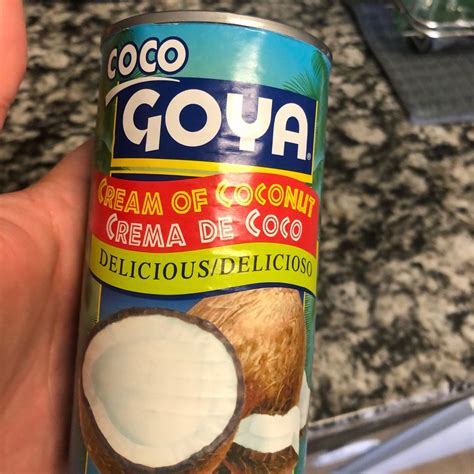 COCO
GOYA®
CREAM OF COCONUT
CREMA DE COCO
DELICIOUS/DELICIOSO